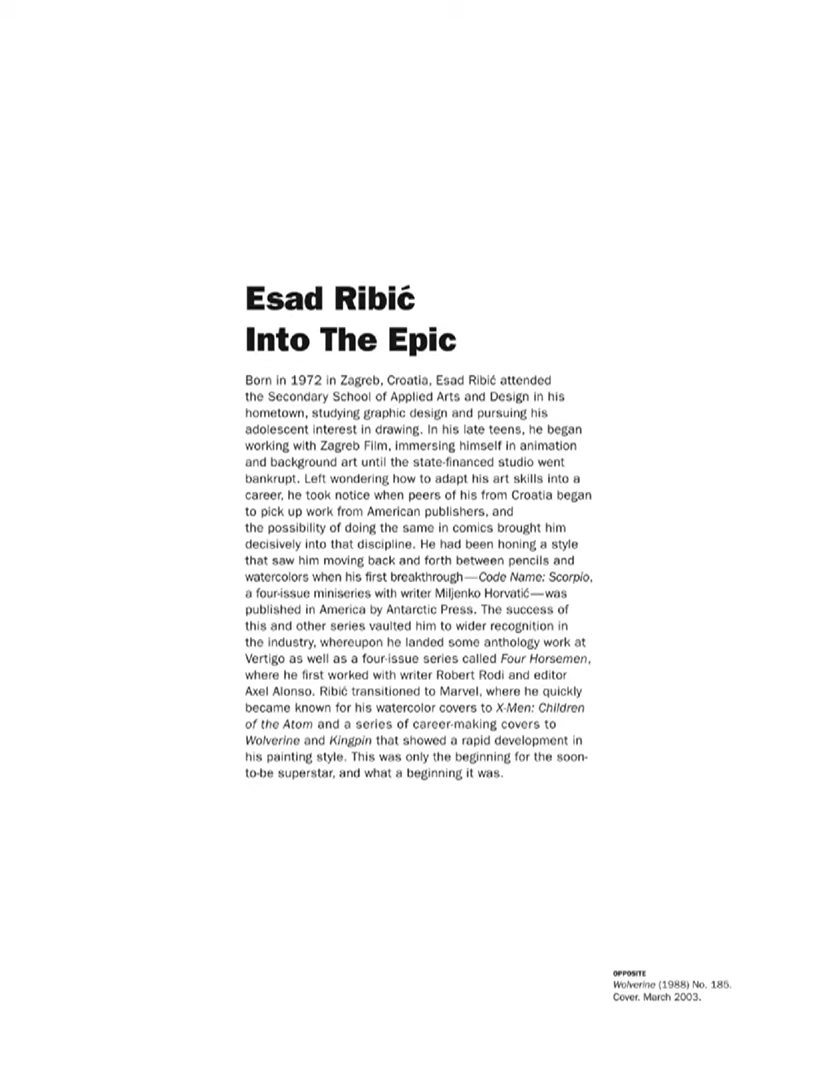 Esad Ribić
Into The Epic
Born in 1972 in Zagreb, Croatia, Esad Ribić attended
the Secondary School of Applied Arts and Design in his
hometown, studying graphic design and pursuing his
adolescent interest in drawing. In his late teens, he began
working with Zagreb Film, immersing himself in animation
and background art until the state-financed studio went
bankrupt. Left wondering how to adapt his art skills into a
career, he took notice when peers of his from Croatia began
to pick up work from American publishers, and
the possibility of doing the same in comics brought him
decisively into that discipline. He had been honing a style
that saw him moving back and forth between pencils and
watercolors when his first breakthrough—Code Name: Scorpio,
a four-issue miniseries with writer Miljenko Horvatić—was
published in America by Antarctic Press. The success of
this and other series vaulted him to wider recognition in
the industry, whereupon he landed some anthology work at
Vertigo as well as a four-issue series called Four Horsemen,
where he first worked with writer Robert Rodi and editor
Axel Alonso. Ribić transitioned to Marvel, where he quickly
became known for his watercolor covers to X-Men: Children
of the Atom and a series of career-making covers to
Wolverine and Kingpin that showed a rapid development in
his painting style. This was only the beginning for the soon-
to-be superstar, and what a beginning it was.
OPPOSITE
Wolverine (1988) No. 185.
Cover. March 2003.